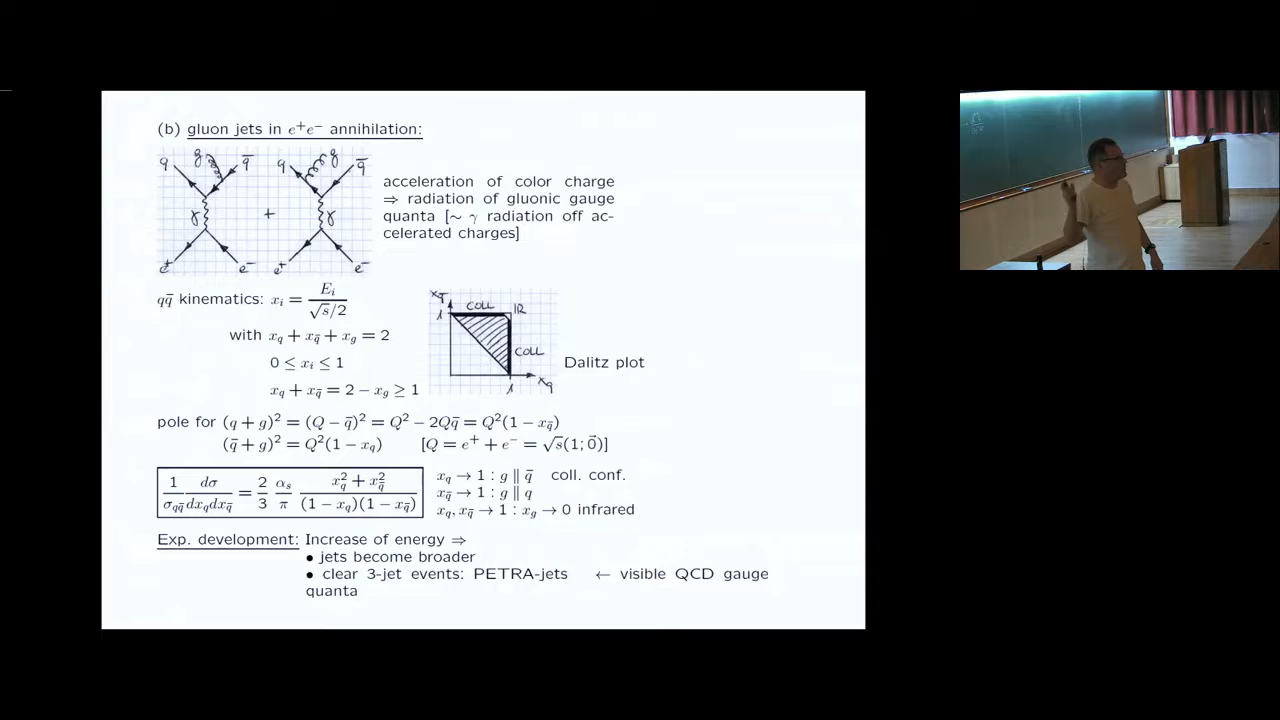 (b) gluon jets in e⁺e⁻ annihilation:
q g q̄ q g q̄
γ + γ
e⁺ e⁻ e⁺ e⁻
acceleration of color charge
⇒ radiation of gluonic gauge
quanta [∼ γ radiation off ac-
celerated charges]
qq̄ kinematics: xᵢ = Eᵢ / (√s/2)
with x_q + x_q̄ + x_g = 2
0 ≤ xᵢ ≤ 1
x_q + x_q̄ = 2 − x_g ≥ 1
x_q̄ COLL IR
1
COLL
1 x_q
Dalitz plot
pole for (q + g)² = (Q − q̄)² = Q² − 2Qq̄ = Q²(1 − x_q̄)
(q̄ + g)² = Q²(1 − x_q) [Q = e⁺ + e⁻ = √s(1; 0⃗)]
1/σ_qq̄ dσ/dx_q dx_q̄ = 2/3 α_s/π (x_q² + x_q̄²)/((1 − x_q)(1 − x_q̄))
x_q → 1 : g ∥ q̄ coll. conf.
x_q̄ → 1 : g ∥ q
x_q, x_q̄ → 1 : x_g → 0 infrared
Exp. development: Increase of energy ⇒
• jets become broader
• clear 3-jet events: PETRA-jets ← visible QCD gauge
quanta